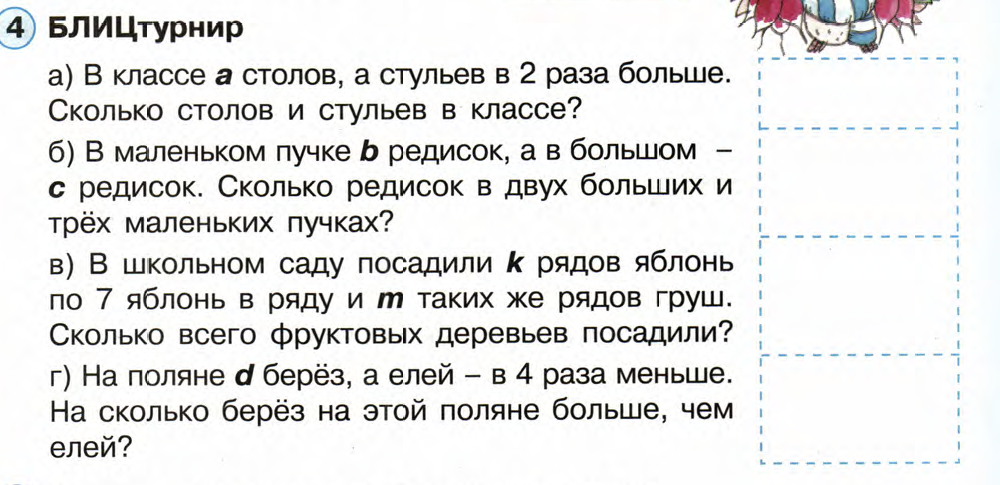 4 БЛИЦтурнир
а) В классе a столов, а стульев в 2 раза больше.
Сколько столов и стульев в классе?
б) В маленьком пучке b редисок, а в большом –
c редисок. Сколько редисок в двух больших и
трёх маленьких пучках?
в) В школьном саду посадили k рядов яблонь
по 7 яблонь в ряду и m таких же рядов груш.
Сколько всего фруктовых деревьев посадили?
г) На поляне d берёз, а елей – в 4 раза меньше.
На сколько берёз на этой поляне больше, чем
елей?